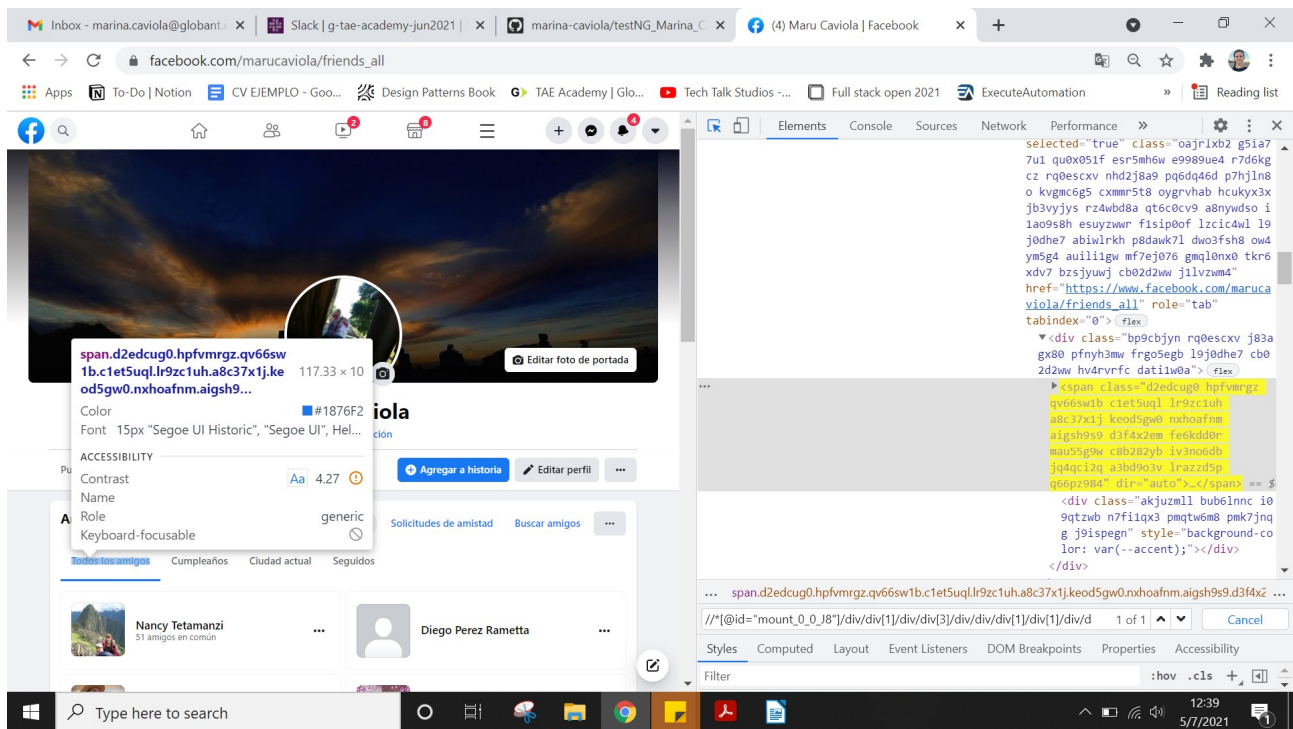 Inbox - marina.caviola@globant.c
Slack | g-tae-academy-jun2021 |
marina-caviola/testNG_Marina_C
(4) Maru Caviola | Facebook
facebook.com/marucaviola/friends_all
Apps
To-Do | Notion
CV EJEMPLO - Goo...
Design Patterns Book
G> TAE Academy | Glo...
Tech Talk Studios -...
Full stack open 2021
ExecuteAutomation
»
Reading list
2
8
4
Editar foto de portada
span.d2edcug0.hpfvmrgz.qv66sw
1b.c1et5uql.lr9zc1uh.a8c37x1j.ke
od5gw0.nxhoafnm.aigsh9...
117.33 × 10
Color #1876F2
Font 15px "Segoe UI Historic", "Segoe UI", Hel...
ACCESSIBILITY
Contrast Aa 4.27
Name
Role generic
Keyboard-focusable
iola
ción
Pu
Agregar a historia
Editar perfil
A
Solicitudes de amistad
Buscar amigos
Todos los amigos
Cumpleaños
Ciudad actual
Seguidos
Nancy Tetamanzi
51 amigos en común
Diego Perez Rametta
Elements Console Sources Network Performance »
selected="true" class="oajrlxb2 g5ia7
7u1 qu0x051f esr5mh6w e9989ue4 r7d6kg
cz rq0escxv nhd2j8a9 pq6dq46d p7hjln8
o kvgmc6g5 cxmmr5t8 oygrvhab hcukyx3x
jb3vyjys rz4wbd8a qt6c0cv9 a8nywdso i
1ao9s8h esuyzwwr f1sip0of lzcic4wl l9
j0dhe7 abiwlrkh p8dawk7l dwo3fsh8 ow4
ym5g4 auili1gw mf7ej076 gmql0nx0 tkr6
xdv7 bzsjyuwj cb02d2ww j1lvzwm4"
href="https://www.facebook.com/maruca
viola/friends_all" role="tab"
tabindex="0"> flex
▼<div class="bp9cbjyn rq0escxv j83a
gx80 pfnyh3mw frgo5egb l9j0dhe7 cb0
2d2ww hv4rvrfc dati1w0a"> flex
▶<span class="d2edcug0 hpfvmrgz
qv66sw1b c1et5uql lr9zc1uh
a8c37x1j keod5gw0 nxhoafnm
aigsh9s9 d3f4x2em fe6kdd0r
mau55g9w c8b282yb iv3no6db
jq4qci2q a3bd9o3v lrazzd5p
q66pz984" dir="auto">…</span> == $
<div class="akjuzmll bub6lnnc i0
9qtzwb n7fi1qx3 pmqtw6m8 pmk7jnq
g j9ispegn" style="background-co
lor: var(--accent);"></div>
</div>
... span.d2edcug0.hpfvmrgz.qv66sw1b.c1et5uql.lr9zc1uh.a8c37x1j.keod5gw0.nxhoafnm.aigsh9s9.d3f4x2 ...
//*[@id="mount_0_0_J8"]/div/div[1]/div/div[3]/div/div/div[1]/div[1]/div/d
1 of 1
Cancel
Styles Computed Layout Event Listeners DOM Breakpoints Properties Accessibility
Filter
:hov .cls +
Type here to search
12:39
5/7/2021
1